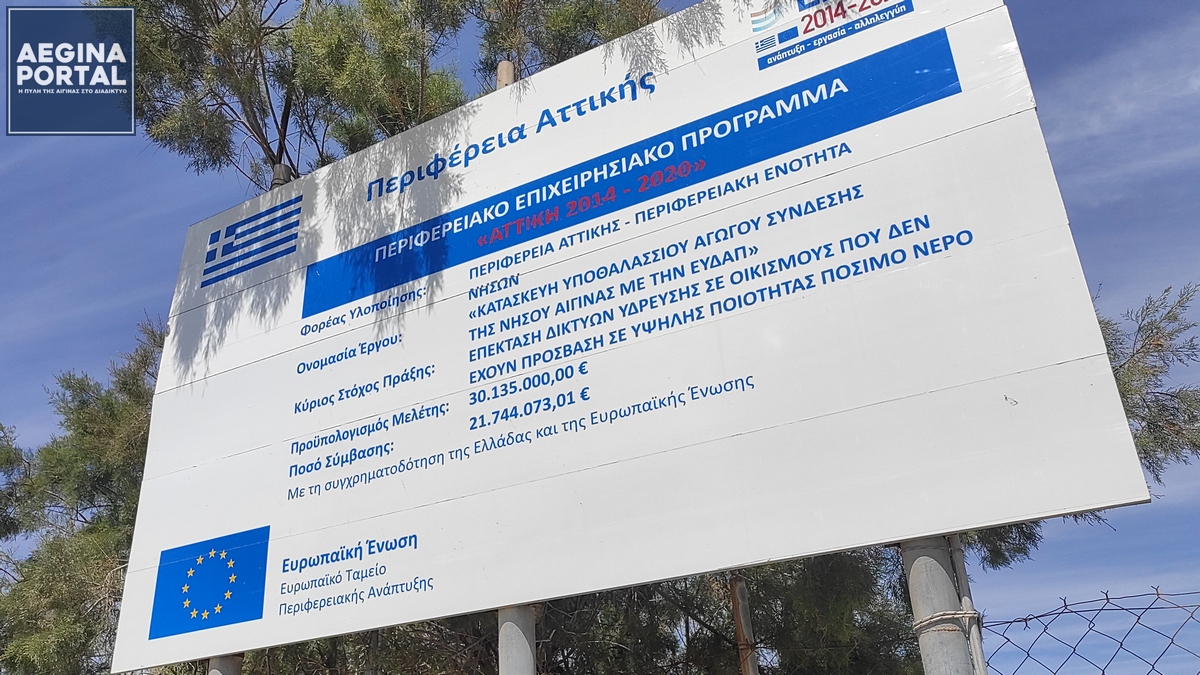 AEGINA
PORTAL
Η ΠΥΛΗ ΤΗΣ ΑΙΓΙΝΑΣ ΣΤΟ ΔΙΑΔΙΚΤΥΟ
2014-2020
ανάπτυξη - εργασία - αλληλεγγύη
Περιφέρεια Αττικής
ΠΕΡΙΦΕΡΕΙΑΚΟ ΕΠΙΧΕΙΡΗΣΙΑΚΟ ΠΡΟΓΡΑΜΜΑ
«ΑΤΤΙΚΗ 2014 - 2020»
Φορέας Υλοποίησης: ΠΕΡΙΦΕΡΕΙΑ ΑΤΤΙΚΗΣ - ΠΕΡΙΦΕΡΕΙΑΚΗ ΕΝΟΤΗΤΑ
ΝΗΣΩΝ
Ονομασία Έργου: «ΚΑΤΑΣΚΕΥΗ ΥΠΟΘΑΛΑΣΣΙΟΥ ΑΓΩΓΟΥ ΣΥΝΔΕΣΗΣ
ΤΗΣ ΝΗΣΟΥ ΑΙΓΙΝΑΣ ΜΕ ΤΗΝ ΕΥΔΑΠ»
Κύριος Στόχος Πράξης: ΕΠΕΚΤΑΣΗ ΔΙΚΤΥΩΝ ΥΔΡΕΥΣΗΣ ΣΕ ΟΙΚΙΣΜΟΥΣ ΠΟΥ ΔΕΝ
ΕΧΟΥΝ ΠΡΟΣΒΑΣΗ ΣΕ ΥΨΗΛΗΣ ΠΟΙΟΤΗΤΑΣ ΠΟΣΙΜΟ ΝΕΡΟ
Προϋπολογισμός Μελέτης: 30.135.000,00 €
Ποσό Σύμβασης: 21.744.073,01 €
Με τη συγχρηματοδότηση της Ελλάδας και της Ευρωπαϊκής Ένωσης
Ευρωπαϊκή Ένωση
Ευρωπαϊκό Ταμείο
Περιφερειακής Ανάπτυξης